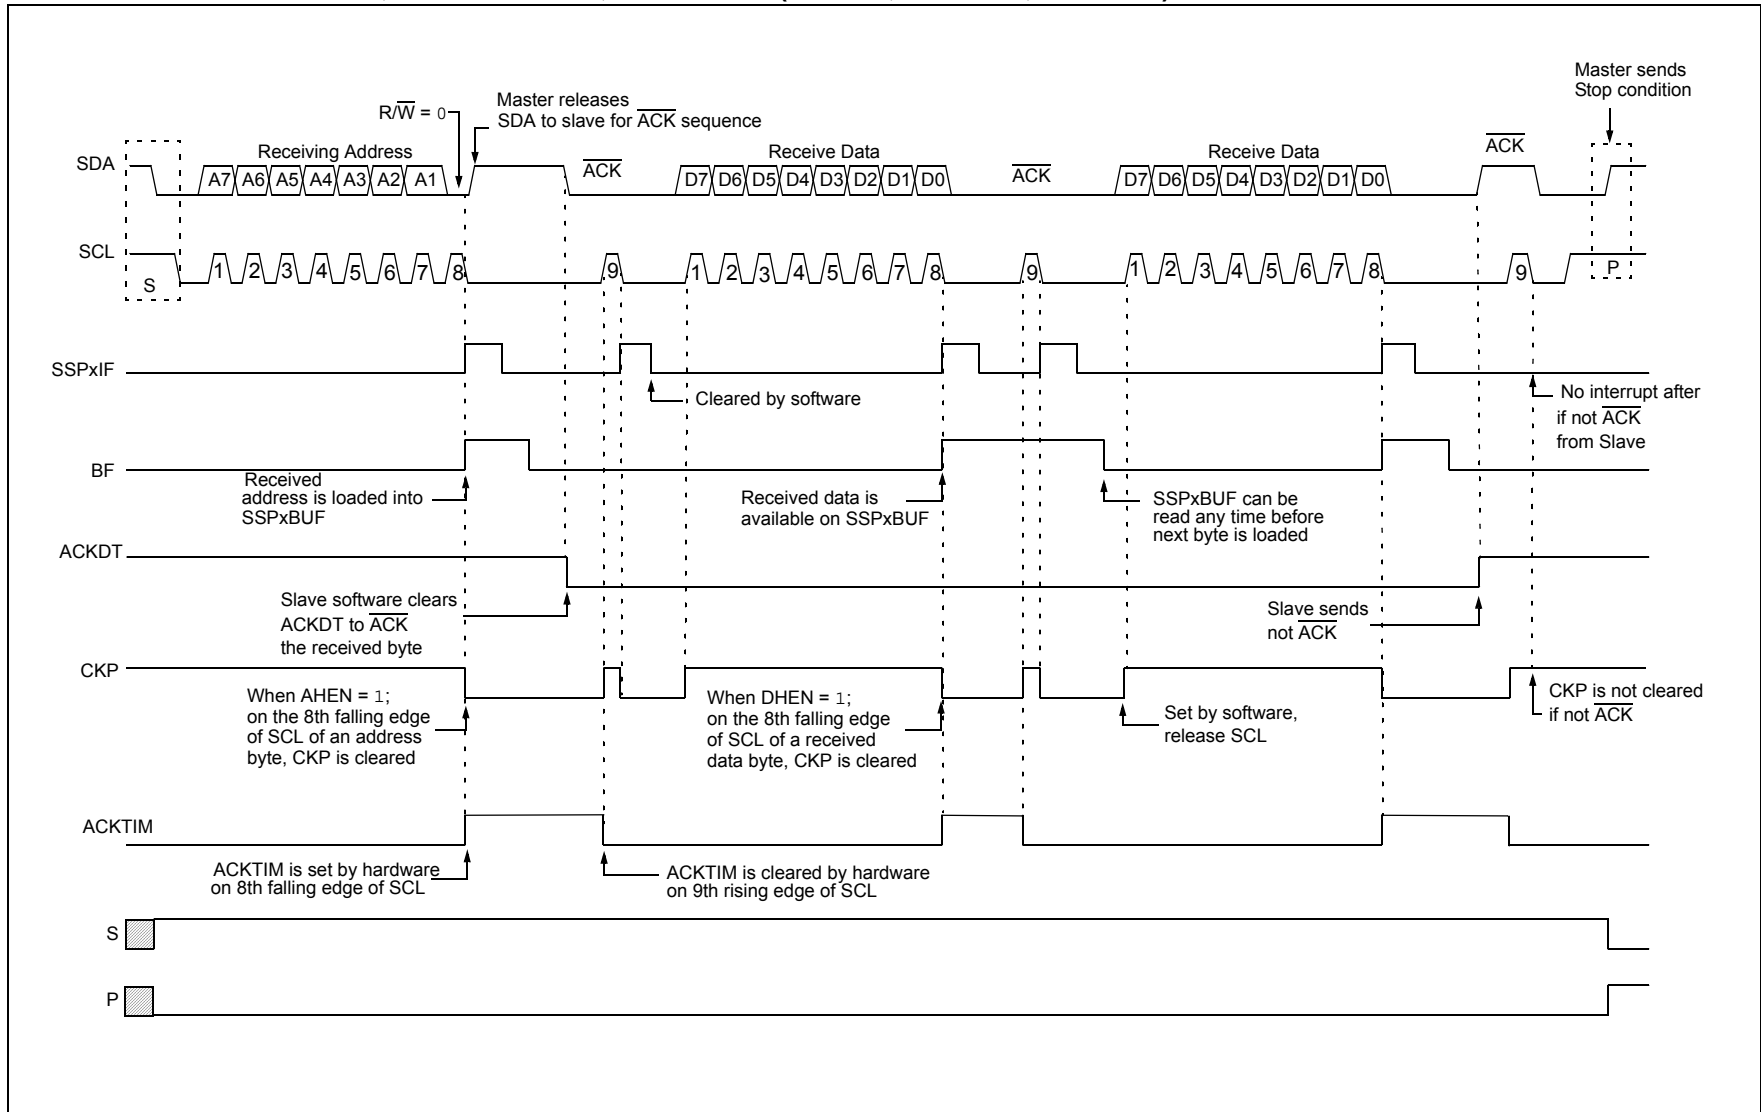 Master sends
Stop condition
R/W̅ = 0
Master releases
SDA to slave for A̅C̅K̅ sequence
SDA
Receiving Address
A7 A6 A5 A4 A3 A2 A1
A̅C̅K̅
Receive Data
D7 D6 D5 D4 D3 D2 D1 D0
A̅C̅K̅
Receive Data
D7 D6 D5 D4 D3 D2 D1 D0
A̅C̅K̅
SCL
S
1 2 3 4 5 6 7 8 9
1 2 3 4 5 6 7 8 9
1 2 3 4 5 6 7 8 9
P
SSPxIF
Cleared by software
No interrupt after
if not A̅C̅K̅
from Slave
BF
Received
address is loaded into
SSPxBUF
Received data is
available on SSPxBUF
SSPxBUF can be
read any time before
next byte is loaded
ACKDT
Slave software clears
ACKDT to A̅C̅K̅
the received byte
Slave sends
not A̅C̅K̅
CKP
When AHEN = 1;
on the 8th falling edge
of SCL of an address
byte, CKP is cleared
When DHEN = 1;
on the 8th falling edge
of SCL of a received
data byte, CKP is cleared
Set by software,
release SCL
CKP is not cleared
if not A̅C̅K̅
ACKTIM
ACKTIM is set by hardware
on 8th falling edge of SCL
ACKTIM is cleared by hardware
on 9th rising edge of SCL
S
P